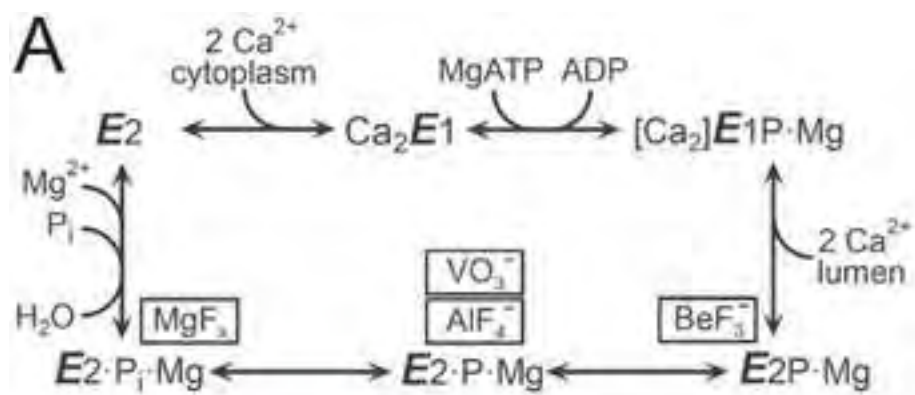 A
2 Ca²⁺
cytoplasm
MgATP ADP
E2
Ca₂E1
[Ca₂]E1P·Mg
Mg²⁺
Pᵢ
H₂O
2 Ca²⁺
lumen
VO₃⁻
MgFₓ
AlF₄⁻
BeF₃⁻
E2·Pᵢ·Mg
E2·P·Mg
E2P·Mg